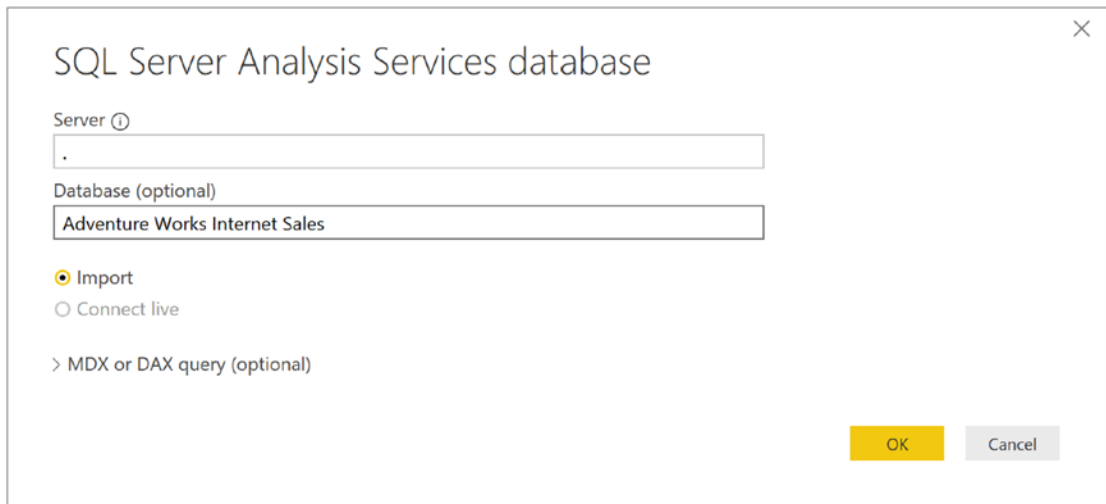 SQL Server Analysis Services database
Server
.
Database (optional)
Adventure Works Internet Sales
Import
Connect live
MDX or DAX query (optional)
OK Cancel